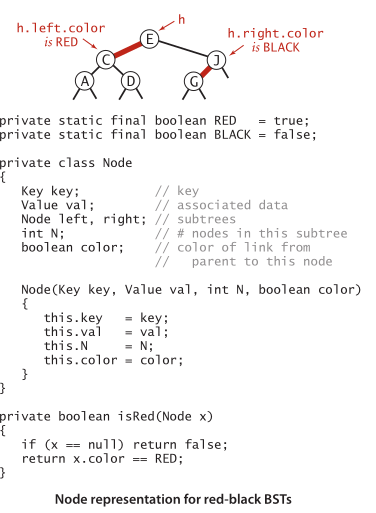 h
h.left.color
is RED
h.right.color
is BLACK
E
C
J
A
D
G
private static final boolean RED   = true;
private static final boolean BLACK = false;
private class Node
{
   Key key;           // key
   Value val;         // associated data
   Node left, right;  // subtrees
   int N;             // # nodes in this subtree
   boolean color;     // color of link from
                      //   parent to this node
   Node(Key key, Value val, int N, boolean color)
   {
      this.key   = key;
      this.val   = val;
      this.N     = N;
      this.color = color;
   }
}
private boolean isRed(Node x)
{
   if (x == null) return false;
   return x.color == RED;
}
Node representation for red-black BSTs